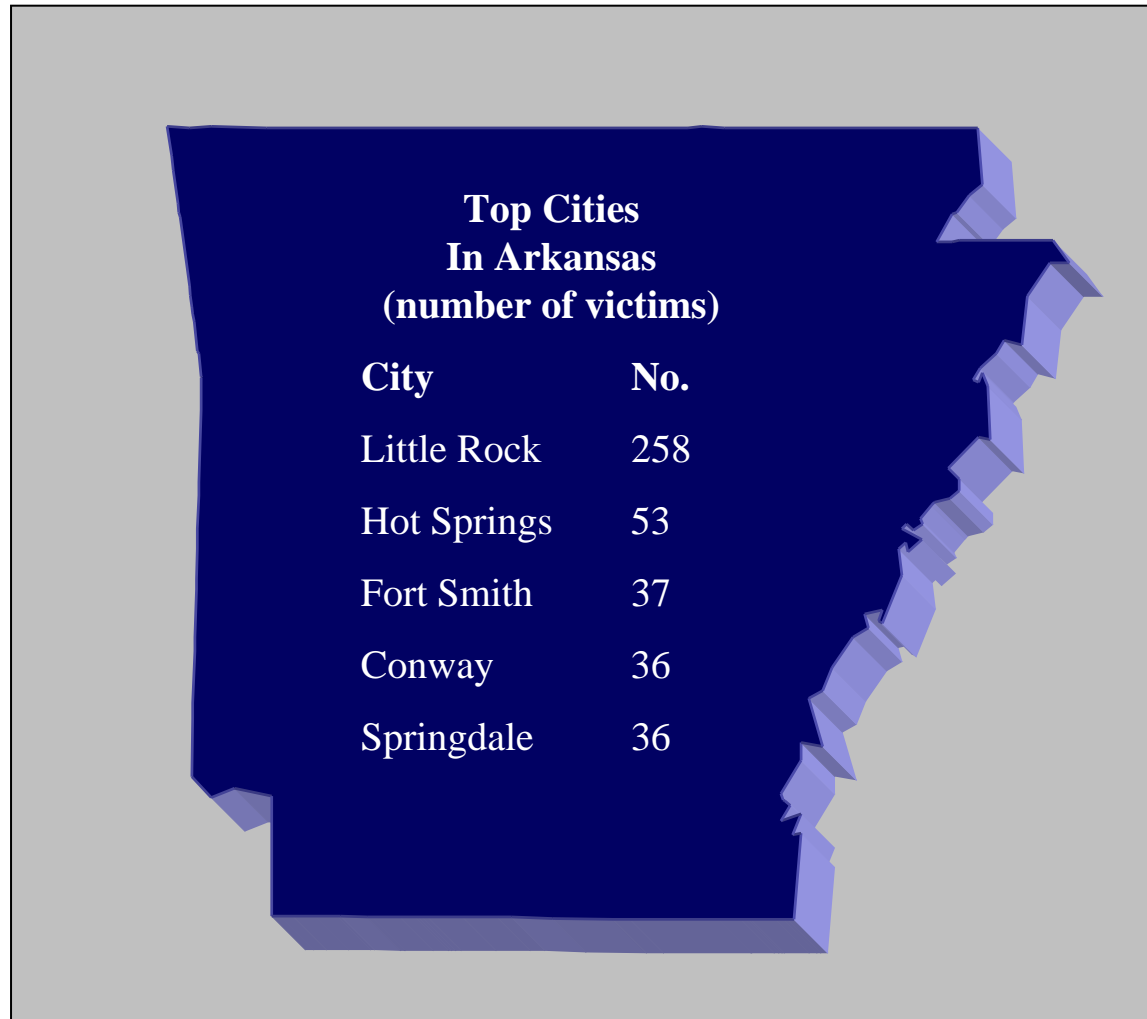 Top Cities
In Arkansas
(number of victims)
City No.
Little Rock 258
Hot Springs 53
Fort Smith 37
Conway 36
Springdale 36